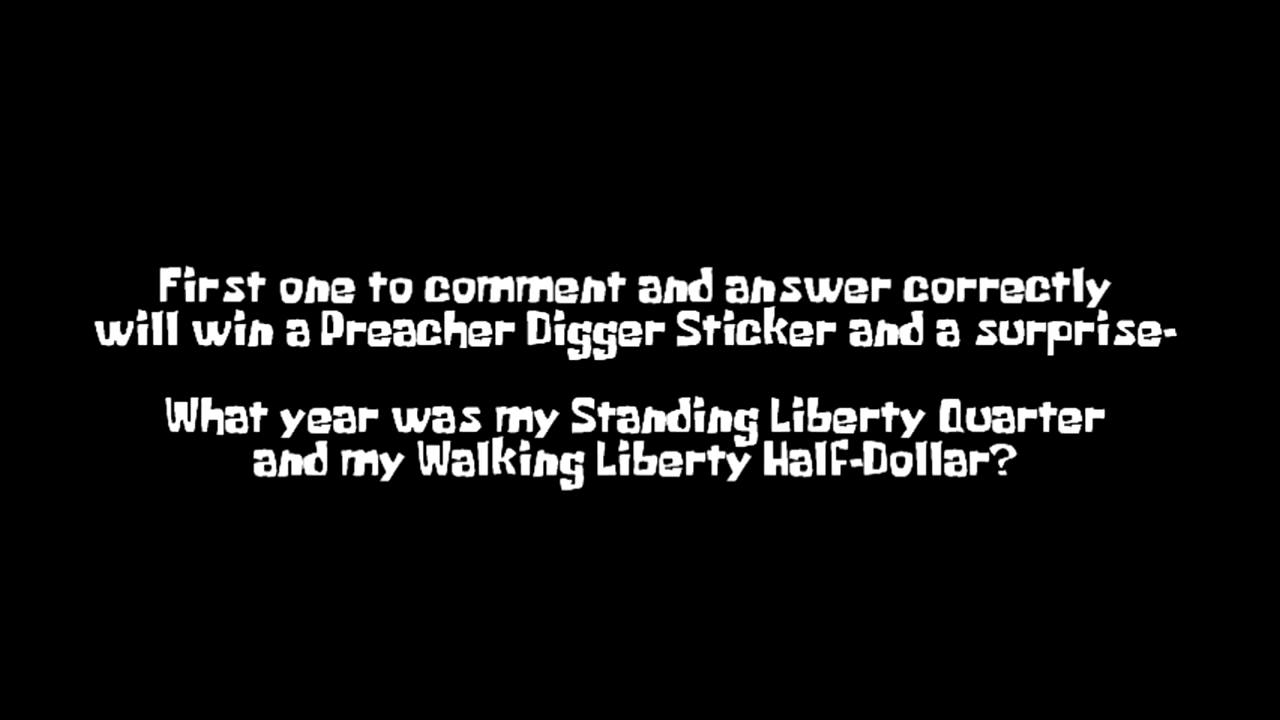 First one to comment and answer correctly
will win a Preacher Digger Sticker and a surprise-
What year was my Standing Liberty Quarter
and my Walking Liberty Half-Dollar?